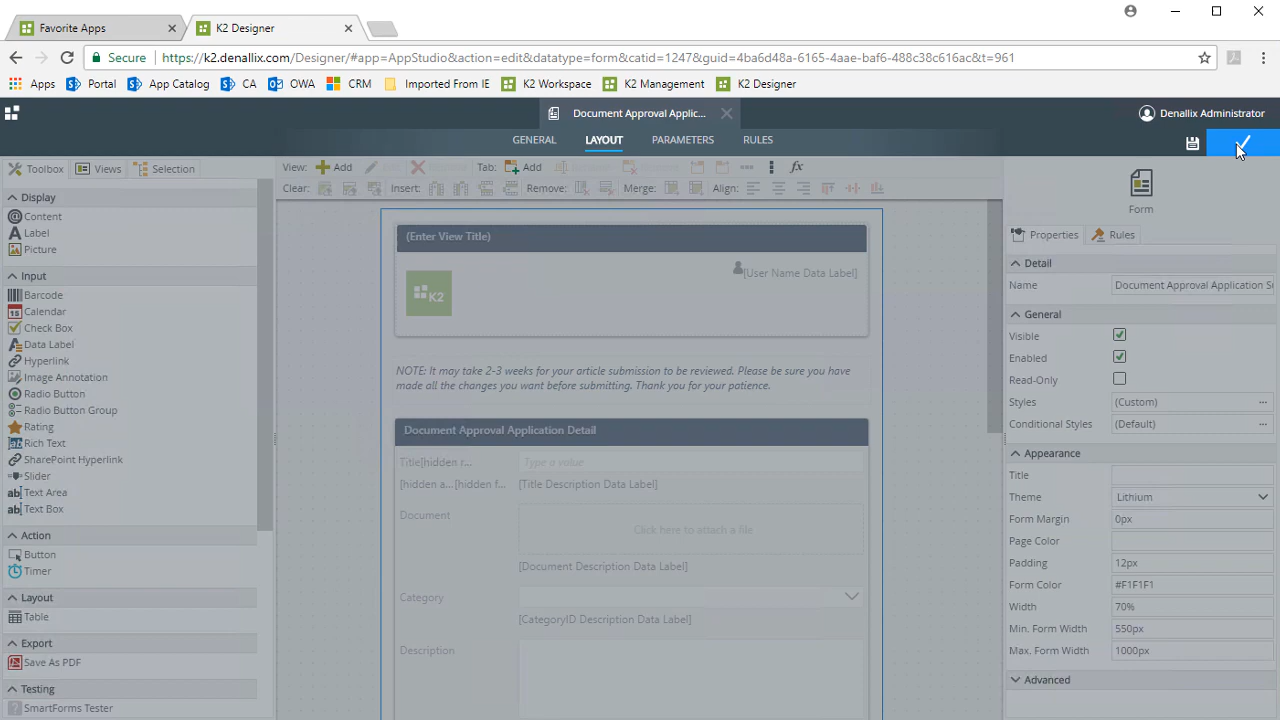 Favorite Apps
K2 Designer
Secure https://k2.denallix.com/Designer/#app=AppStudio&action=edit&datatype=form&catid=1247&guid=4ba6d48a-6165-4aae-baf6-488c38c616ac&t=961
Apps Portal App Catalog CA OWA CRM Imported From IE K2 Workspace K2 Management K2 Designer
Document Approval Applic...
Denallix Administrator
GENERAL LAYOUT PARAMETERS RULES
Toolbox Views Selection
View: Add Tab: Add fx
Clear: Insert: Remove: Merge: Align:
Display
Content
Label
Picture
Input
Barcode
Calendar
Check Box
Data Label
Hyperlink
Image Annotation
Radio Button
Radio Button Group
Rating
Rich Text
SharePoint Hyperlink
Slider
Text Area
Text Box
Action
Button
Timer
Layout
Table
Export
Save As PDF
Testing
SmartForms Tester
(Enter View Title)
K2
[User Name Data Label]
NOTE: It may take 2-3 weeks for your article submission to be reviewed. Please be sure you have
made all the changes you want before submitting. Thank you for your patience.
Document Approval Application Detail
Title[hidden r... Type a value
[hidden a...[hidden f... [Title Description Data Label]
Document Click here to attach a file
[Document Description Data Label]
Category
[CategoryID Description Data Label]
Description
Form
Properties Rules
Detail
Name Document Approval Application S
General
Visible
Enabled
Read-Only
Styles (Custom) ...
Conditional Styles (Default) ...
Appearance
Title
Theme Lithium
Form Margin 0px
Page Color
Padding 12px
Form Color #F1F1F1
Width 70%
Min. Form Width 550px
Max. Form Width 1000px
Advanced